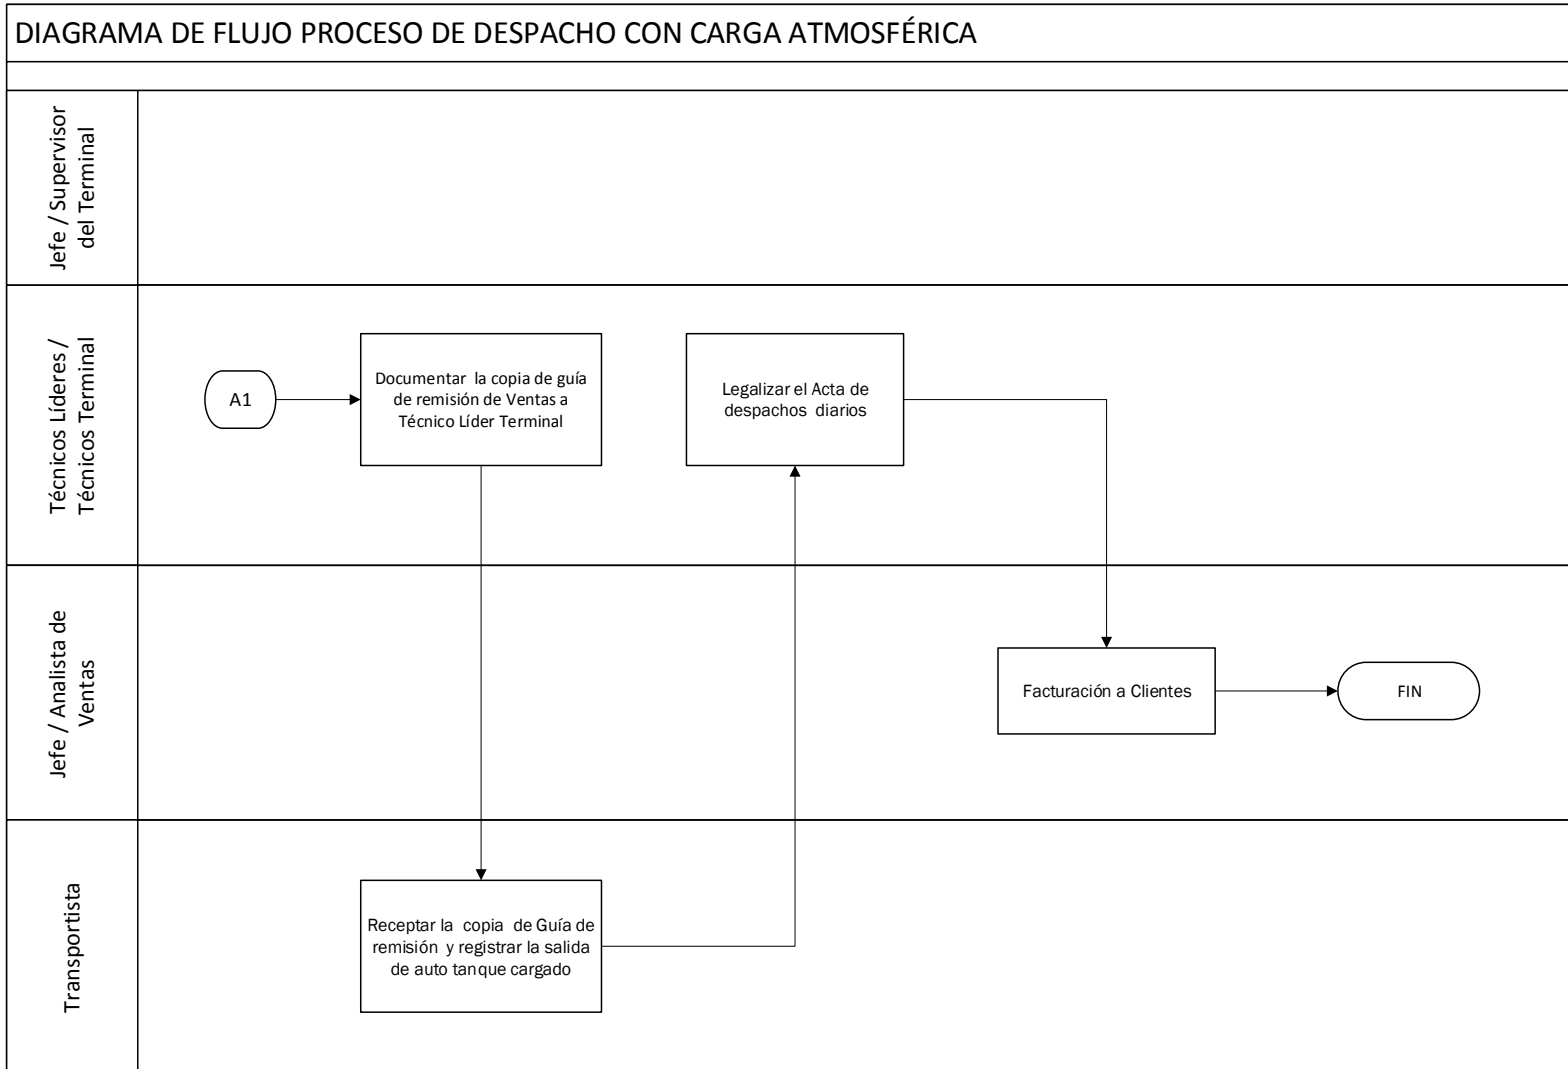 DIAGRAMA DE FLUJO PROCESO DE DESPACHO CON CARGA ATMOSFÉRICA
Jefe / Supervisor
del Terminal
Técnicos Líderes /
Técnicos Terminal
A1
Documentar la copia de guía
de remisión de Ventas a
Técnico Líder Terminal
Legalizar el Acta de
despachos diarios
Jefe / Analista de
Ventas
Facturación a Clientes
FIN
Transportista
Receptar la copia de Guía de
remisión y registrar la salida
de auto tanque cargado